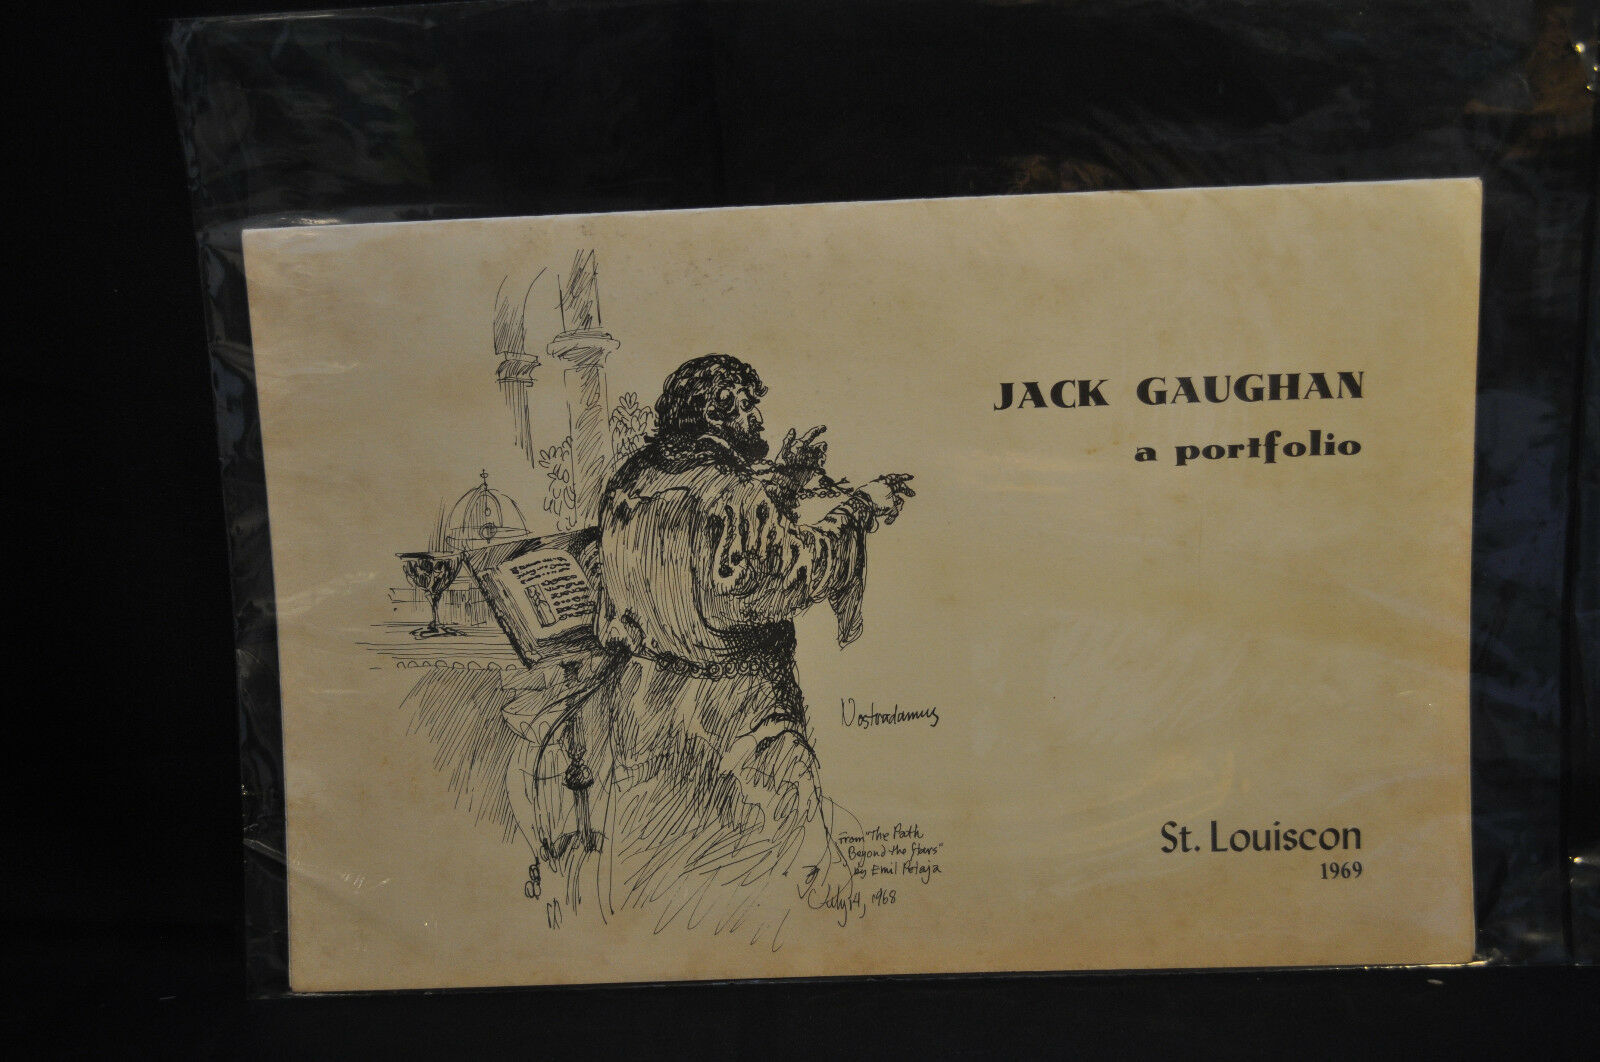 JACK GAUGHAN
a portfolio
Nostradamus
From "The Path
Beyond the Stars"
by Emil Petaja
July 14, 1968
St. Louiscon
1969